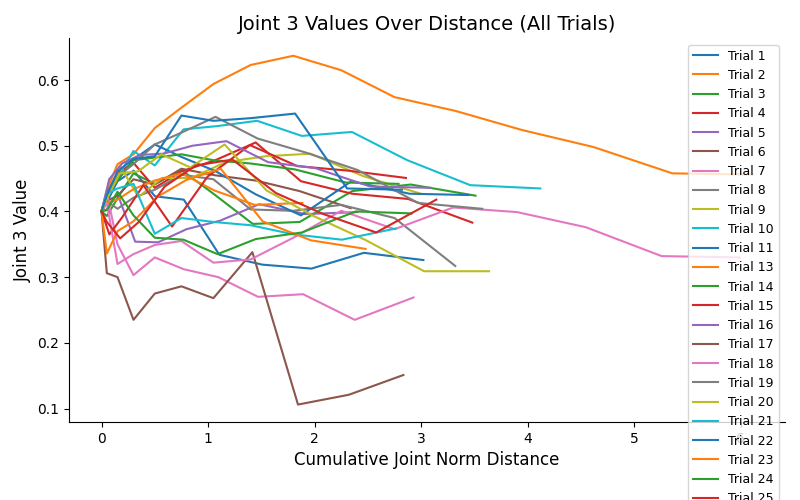 Joint 3 Values Over Distance (All Trials)
Joint 3 Value
0.6
0.5
0.4
0.3
0.2
0.1
0
1
2
3
4
5
Cumulative Joint Norm Distance
Trial 1
Trial 2
Trial 3
Trial 4
Trial 5
Trial 6
Trial 7
Trial 8
Trial 9
Trial 10
Trial 11
Trial 13
Trial 14
Trial 15
Trial 16
Trial 17
Trial 18
Trial 19
Trial 20
Trial 21
Trial 22
Trial 23
Trial 24
Trial 25